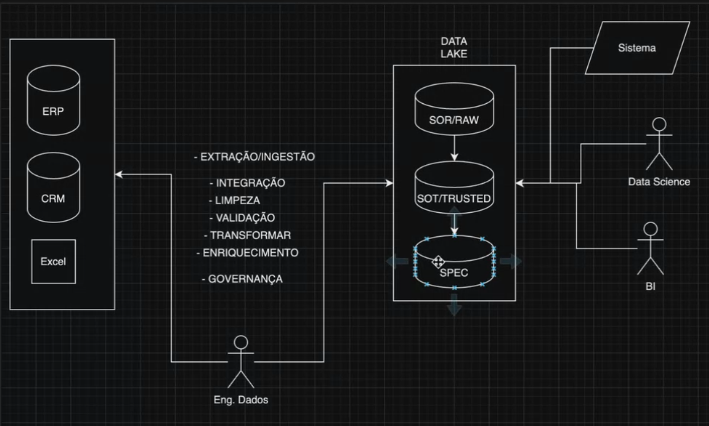 ERP
CRM
Excel
- EXTRAÇÃO/INGESTÃO
- INTEGRAÇÃO
- LIMPEZA
- VALIDAÇÃO
- TRANSFORMAR
- ENRIQUECIMENTO
- GOVERNANÇA
Eng. Dados
DATA
LAKE
SOR/RAW
SOT/TRUSTED
SPEC
Sistema
Data Science
BI